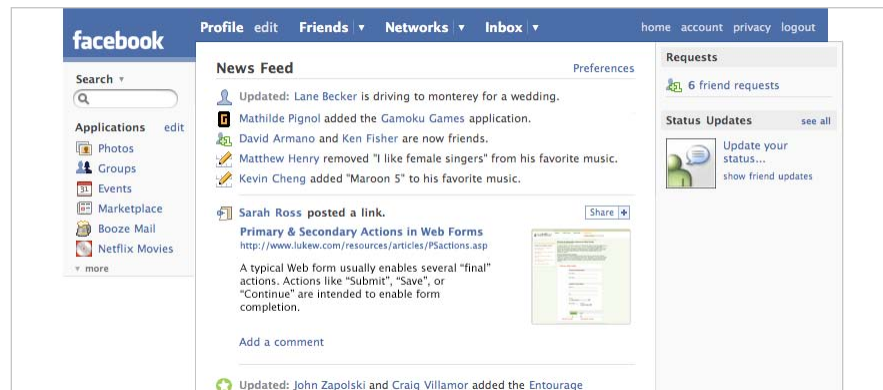 facebook
Profile edit Friends Networks Inbox
home account privacy logout
Search
Applications edit
Photos
Groups
31 Events
Marketplace
Booze Mail
Netflix Movies
more
News Feed Preferences
Updated: Lane Becker is driving to monterey for a wedding.
G Mathilde Pignol added the Gamoku Games application.
David Armano and Ken Fisher are now friends.
Matthew Henry removed "I like female singers" from his favorite music.
Kevin Cheng added "Maroon 5" to his favorite music.
Sarah Ross posted a link. Share +
Primary & Secondary Actions in Web Forms
http://www.lukew.com/resources/articles/PSactions.asp
A typical Web form usually enables several “final”
actions. Actions like “Submit”, “Save”, or
“Continue” are intended to enable form
completion.
Add a comment
Updated: John Zapolski and Craig Villamor added the Entourage
Requests
6 friend requests
Status Updates see all
Update your
status...
show friend updates